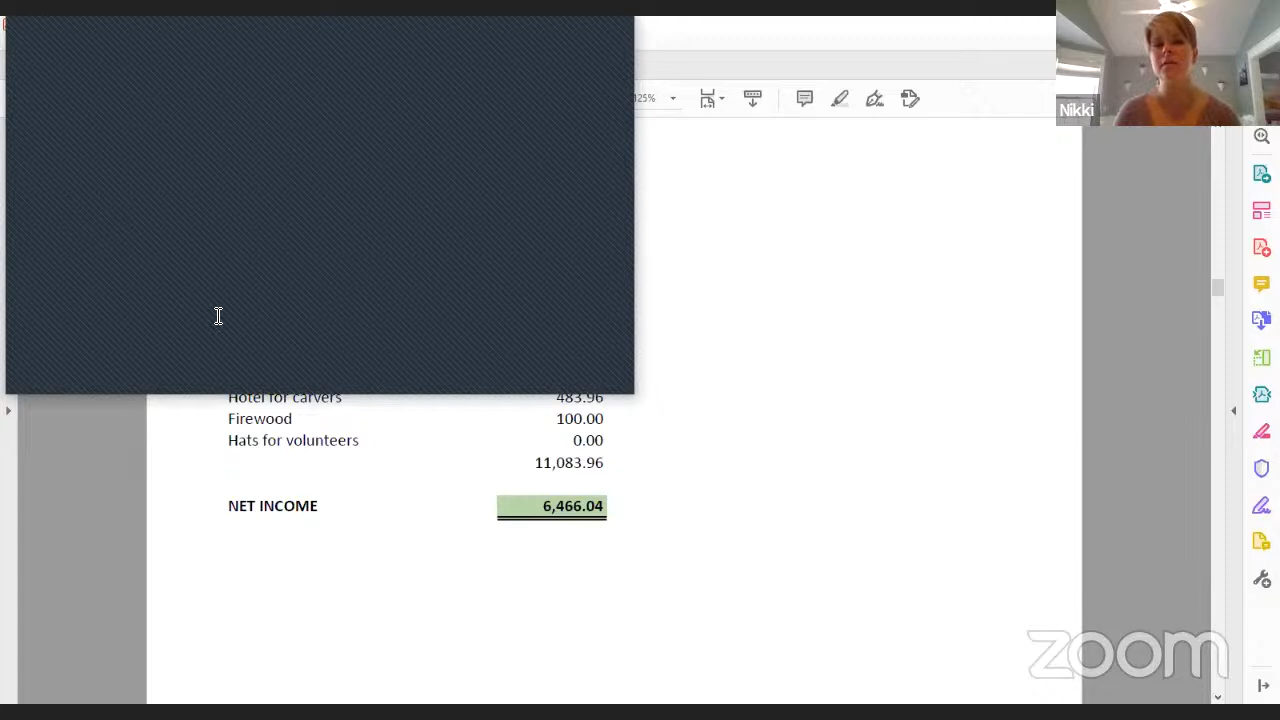 Nikki
125%
Hotel for carvers 483.96
Firewood 100.00
Hats for volunteers 0.00
11,083.96
NET INCOME 6,466.04
zoom